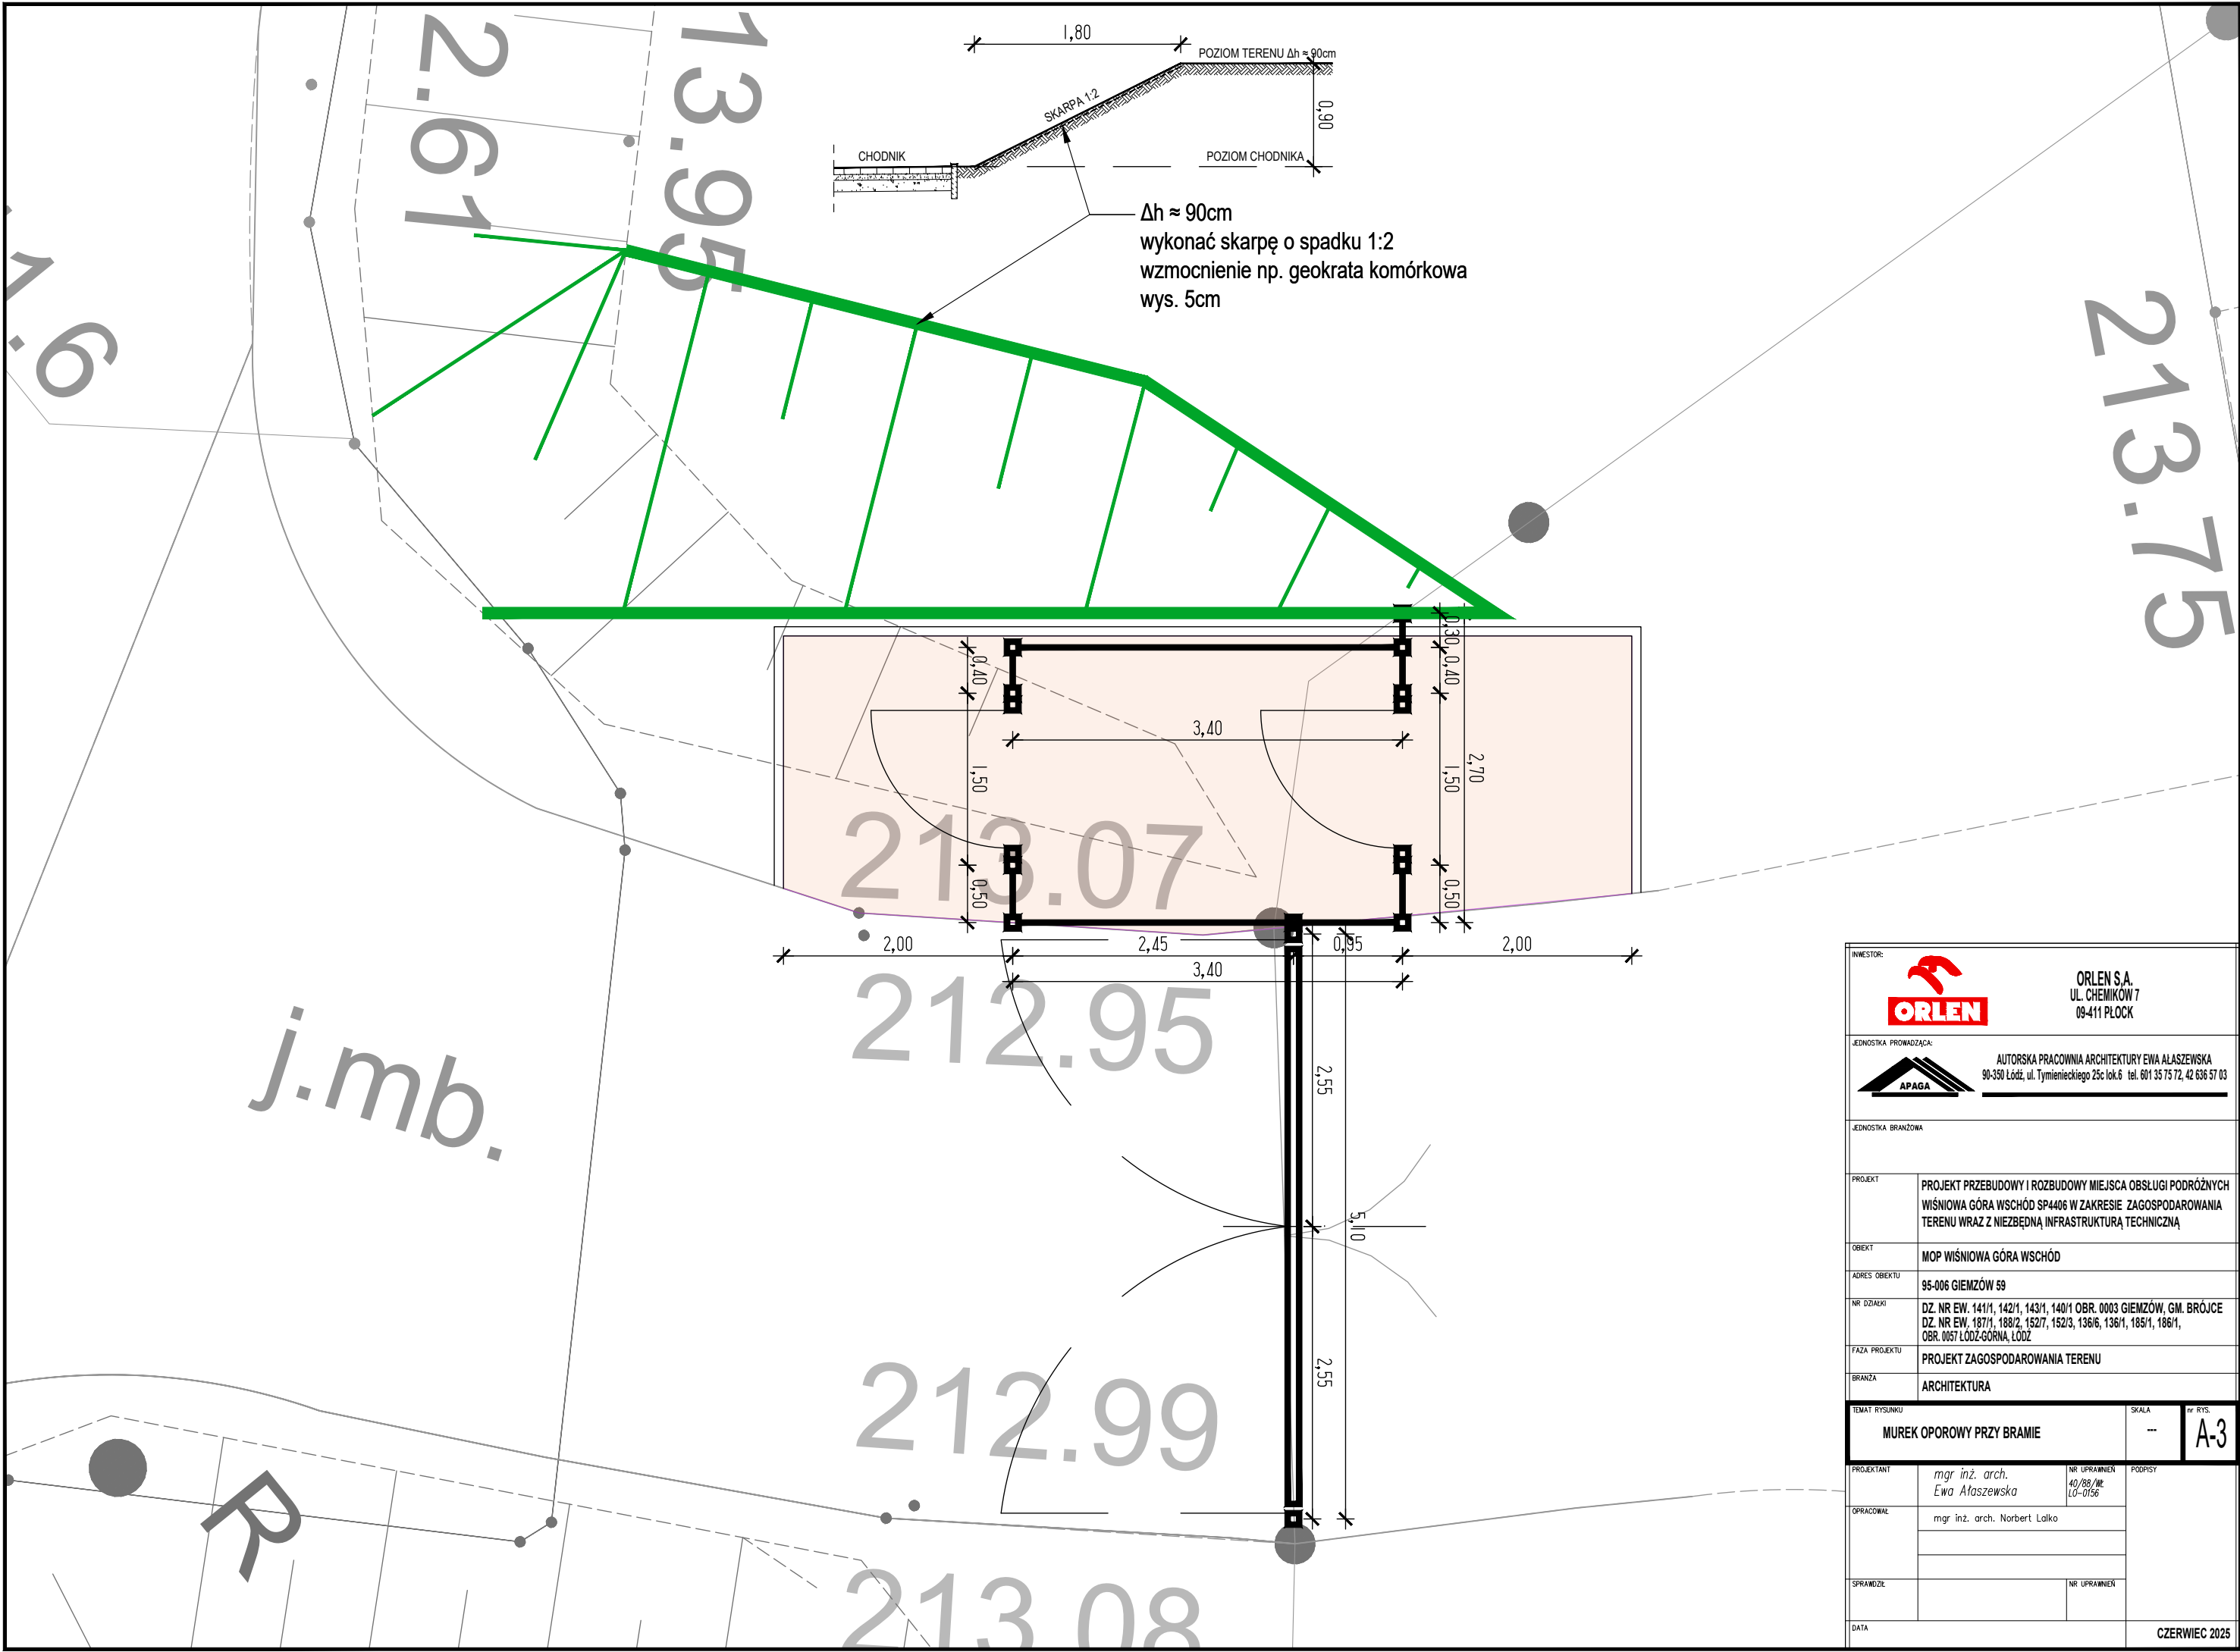 2.61
13.95
1.6
1,80
POZIOM TERENU Δh ≈ 90cm
SKARPA 1:2
0,90
CHODNIK
POZIOM CHODNIKA
Δh ≈ 90cm
wykonać skarpę o spadku 1:2
wzmocnienie np. geokrata komórkowa
wys. 5cm
213.75
0,30
0,40
0,40
3,40
1,50
1,50
2,70
213.07
0,50
0,50
2,00
2,45
0,95
2,00
3,40
212.95
j.mb.
2,55
5,10
2,55
212.99
R
213.08
INWESTOR:
ORLEN
ORLEN S.A.
UL. CHEMIKÓW 7
09-411 PŁOCK
JEDNOSTKA PROWADZĄCA:
APAGA
AUTORSKA PRACOWNIA ARCHITEKTURY EWA AŁASZEWSKA
90-350 Łódź, ul. Tymienieckiego 25c lok.6 tel. 601 35 75 72, 42 636 57 03
JEDNOSTKA BRANŻOWA
PROJEKT
PROJEKT PRZEBUDOWY I ROZBUDOWY MIEJSCA OBSŁUGI PODRÓŻNYCH
WIŚNIOWA GÓRA WSCHÓD SP4406 W ZAKRESIE ZAGOSPODAROWANIA
TERENU WRAZ Z NIEZBĘDNĄ INFRASTRUKTURĄ TECHNICZNĄ
OBIEKT
MOP WIŚNIOWA GÓRA WSCHÓD
ADRES OBIEKTU
95-006 GIEMZÓW 59
NR DZIAŁKI
DZ. NR EW. 141/1, 142/1, 143/1, 140/1 OBR. 0003 GIEMZÓW, GM. BRÓJCE
DZ. NR EW. 187/1, 188/2, 152/7, 152/3, 136/6, 136/1, 185/1, 186/1,
OBR. 0057 ŁÓDŹ-GÓRNA, ŁÓDŹ
FAZA PROJEKTU
PROJEKT ZAGOSPODAROWANIA TERENU
BRANŻA
ARCHITEKTURA
TEMAT RYSUNKU
MUREK OPOROWY PRZY BRAMIE
SKALA
---
nr RYS.
A-3
PROJEKTANT
mgr inż. arch.
Ewa Ałaszewska
NR UPRAWNIEŃ
40/88/WŁ
ŁO-0156
PODPISY
OPRACOWAŁ
mgr inż. arch. Norbert Lalko
SPRAWDZIŁ
NR UPRAWNIEŃ
DATA
CZERWIEC 2025